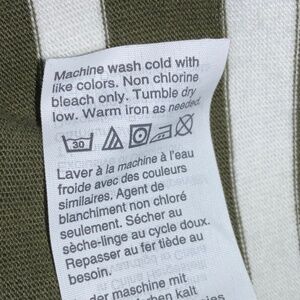 Machine wash cold with
like colors. Non chlorine
bleach only. Tumble dry
low. Warm iron as needed.
30
Laver à la machine à l'eau
froide avec des couleurs
similaires. Agent de
blanchiment non chloré
seulement. Sécher au
sèche-linge au cycle doux.
Repasser au fer tiède au
besoin.
der maschine mit
farben kalt